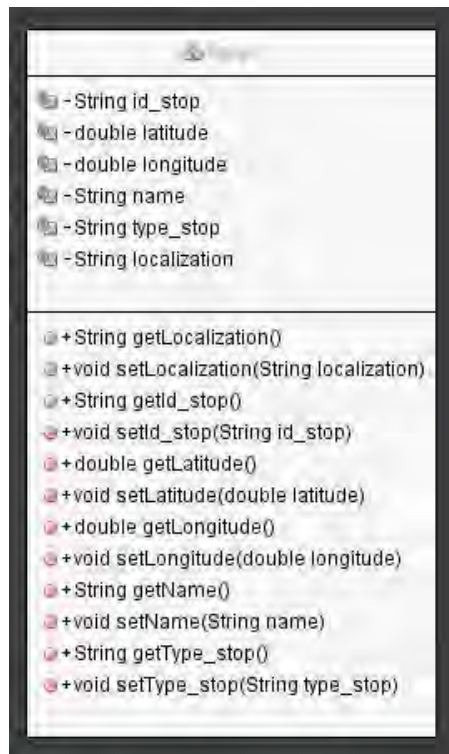 -String id_stop
-double latitude
-double longitude
-String name
-String type_stop
-String localization
+String getLocalization()
+void setLocalization(String localization)
+String getId_stop()
+void setId_stop(String id_stop)
+double getLatitude()
+void setLatitude(double latitude)
+double getLongitude()
+void setLongitude(double longitude)
+String getName()
+void setName(String name)
+String getType_stop()
+void setType_stop(String type_stop)